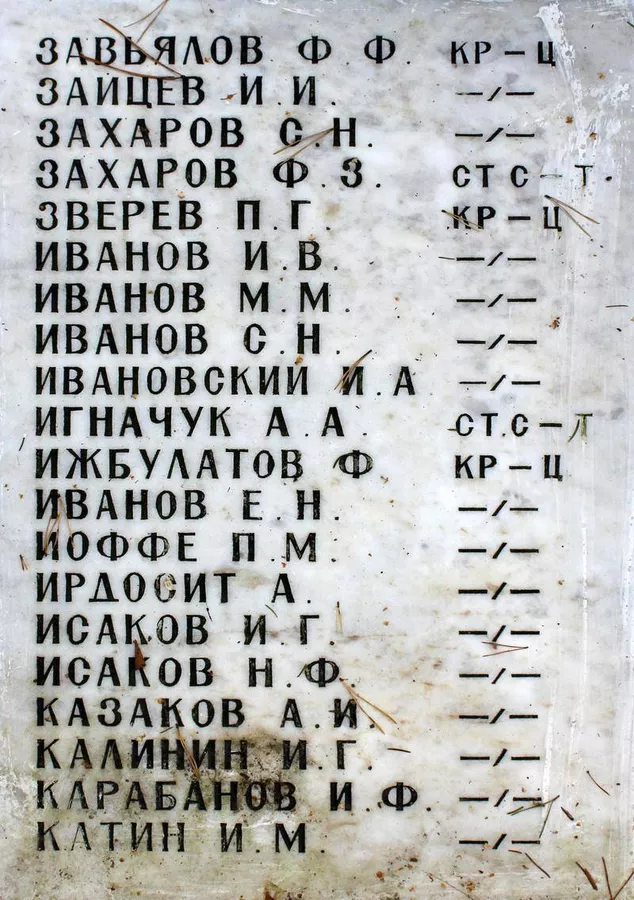 ЗАВЬЯЛОВ Ф.Ф. КР-Ц
ЗАЙЦЕВ И.И. -/-
ЗАХАРОВ С.Н. -/-
ЗАХАРОВ Ф.З. СТ С-Т.
ЗВЕРЕВ П.Г. КР-Ц
ИВАНОВ И.В. -/-
ИВАНОВ М.М. -/-
ИВАНОВ С.Н. -/-
ИВАНОВСКИЙ И.А -/-
ИГНАЧУК А.А. СТ.С-Т
ИЖБУЛАТОВ Ф КР-Ц
ИВАНОВ Е.Н. -/-
ИОФФЕ П.М. -/-
ИРДОСИТ А. -/-
ИСАКОВ И.Г. -/-
ИСАКОВ Н.Ф. -/-
КАЗАКОВ А.И. -/-
КАЛИНИН И.Г. -/-
КАРАБАНОВ И.Ф. -/-
КАТИН И.М. -/-